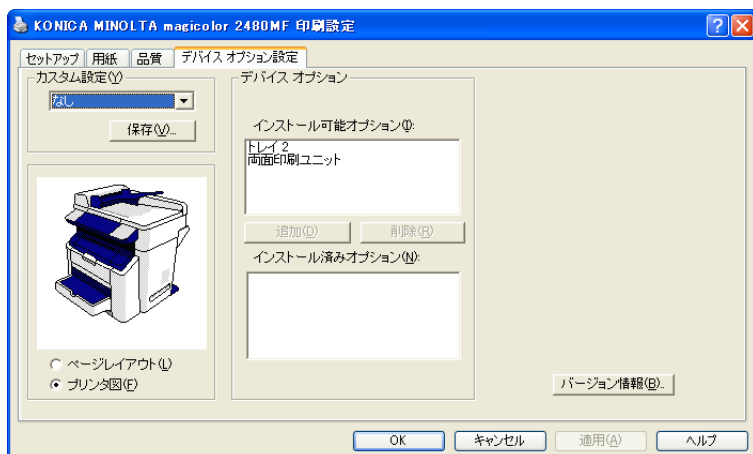 KONICA MINOLTA magicolor 2480MF 印刷設定
セットアップ 用紙 品質 デバイス オプション設定
カスタム設定(Y)
なし
保存(V)...
ページレイアウト(L)
プリンタ図(F)
デバイス オプション
インストール可能オプション(I):
トレイ 2
両面印刷ユニット
追加(D) 削除(R)
インストール済みオプション(N):
バージョン情報(B)...
OK キャンセル 適用(A) ヘルプ